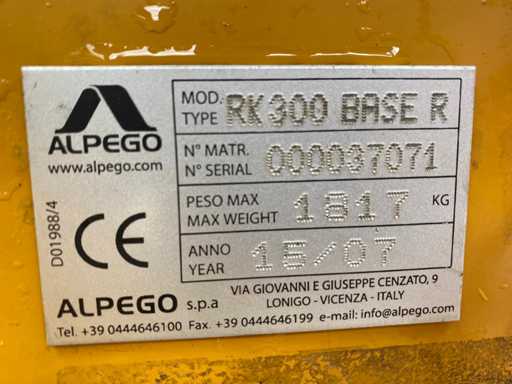 ALPEGO
www.alpego.com
D01988/4
CE
MOD.
TYPE RK300 BASE R
N° MATR.
N° SERIAL 000037071
PESO MAX
MAX WEIGHT 1817 KG
ANNO
YEAR 15/07
ALPEGO s.p.a
VIA GIOVANNI E GIUSEPPE CENZATO, 9
LONIGO - VICENZA - ITALY
Tel. +39 0444646100 Fax. +39 0444646199 e-mail: info@alpego.com